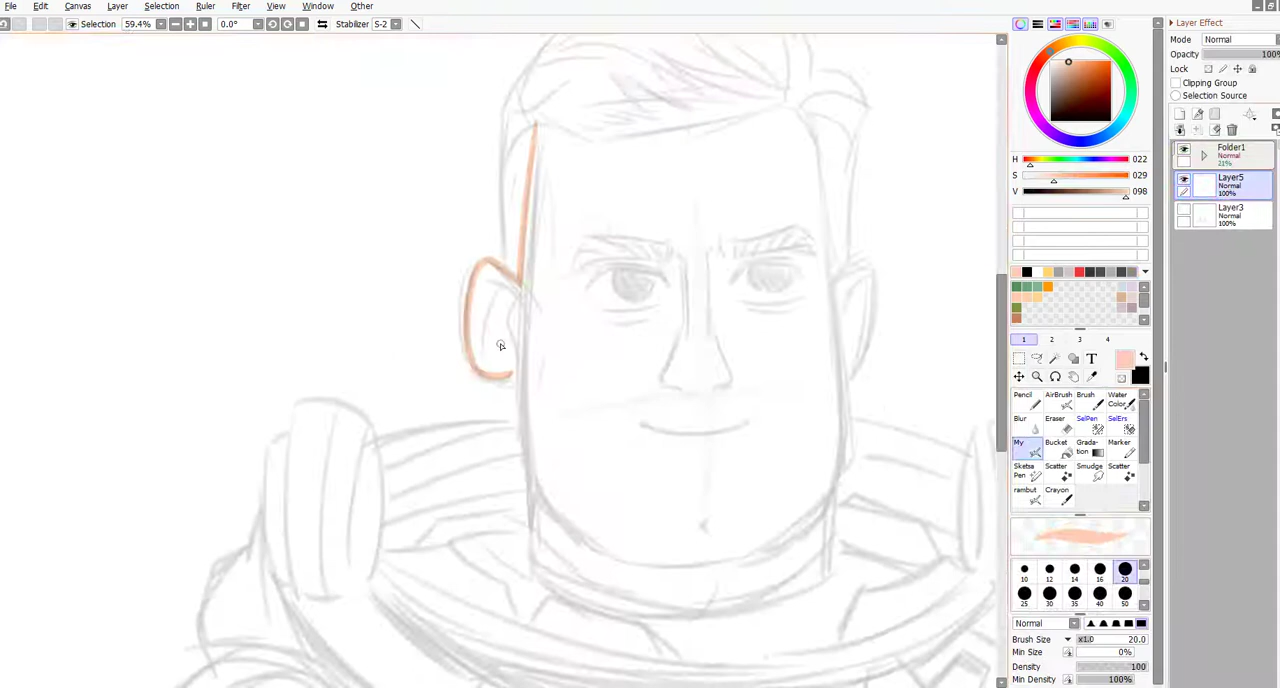 File Edit Canvas Layer Selection Ruler Filter View Window Other
Selection 59.4% 0.0° Stabilizer S-2
Layer Effect
Mode Normal
Opacity 100%
Lock
Clipping Group
Selection Source
Folder1
Normal
21%
Layer5
Normal
100%
Layer3
Normal
100%
H 022
S 029
V 098
1 2 3 4
T
Pencil AirBrush Brush Water Color
Blur Eraser SelPen SelErs
My Bucket Grada-tion Marker
Sketsa Pen Scatter Smudge Scatter
rambut Crayon
10 12 14 16 20
25 30 35 40 50
Normal
Brush Size x1.0 20.0
Min Size 0%
Density 100
Min Density 100%